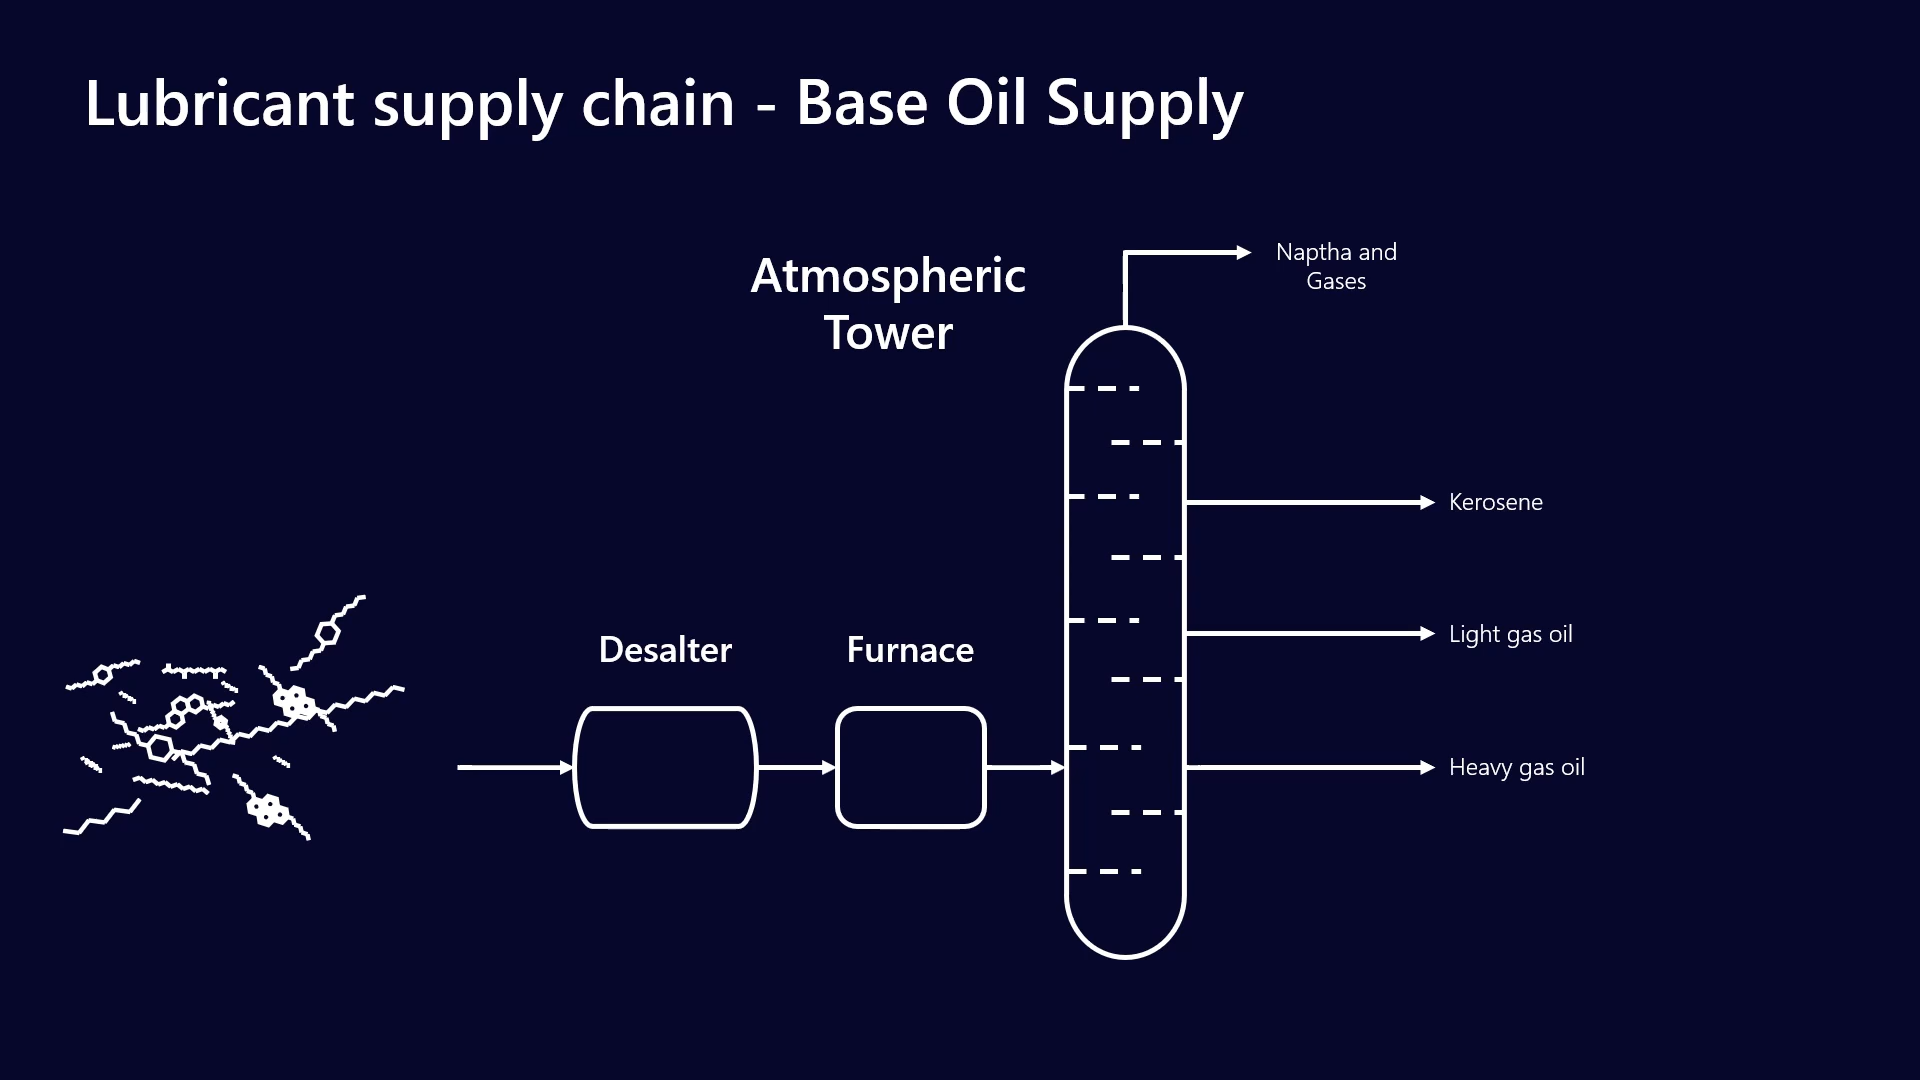 Lubricant supply chain - Base Oil Supply
Atmospheric
Tower
Naptha and
Gases
Kerosene
Light gas oil
Desalter
Furnace
Heavy gas oil